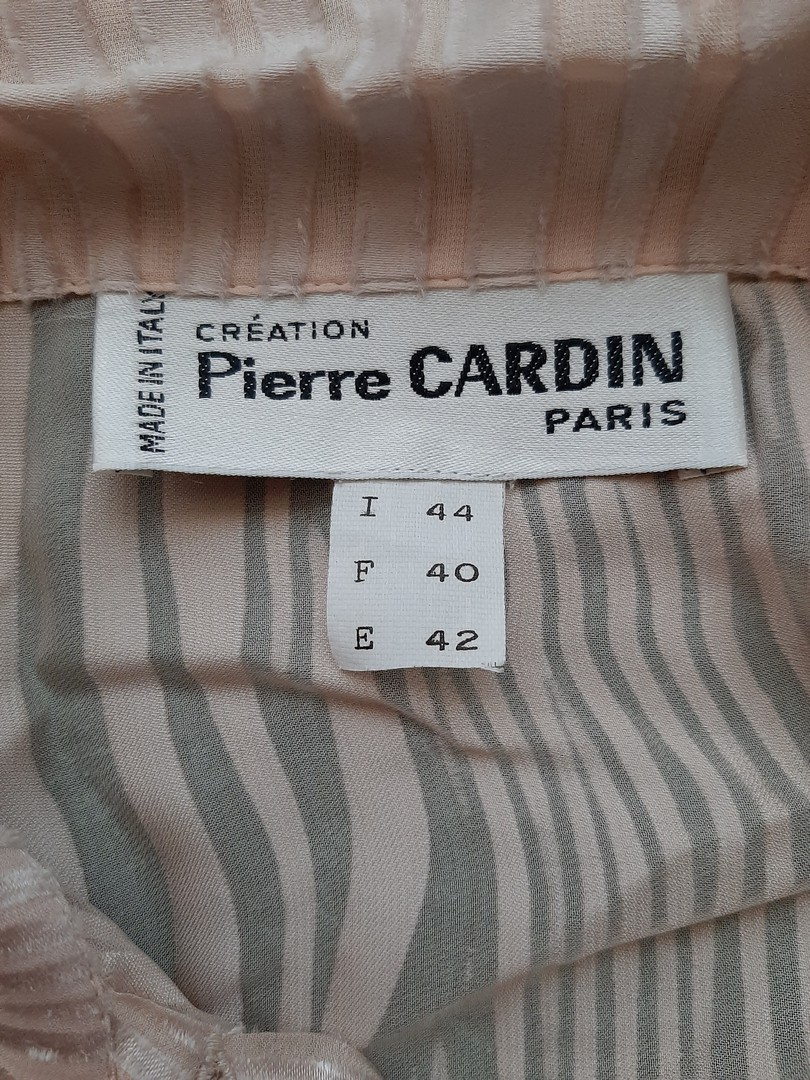 MADE IN ITALY
CRÉATION
Pierre CARDIN
PARIS
I 44
F 40
E 42